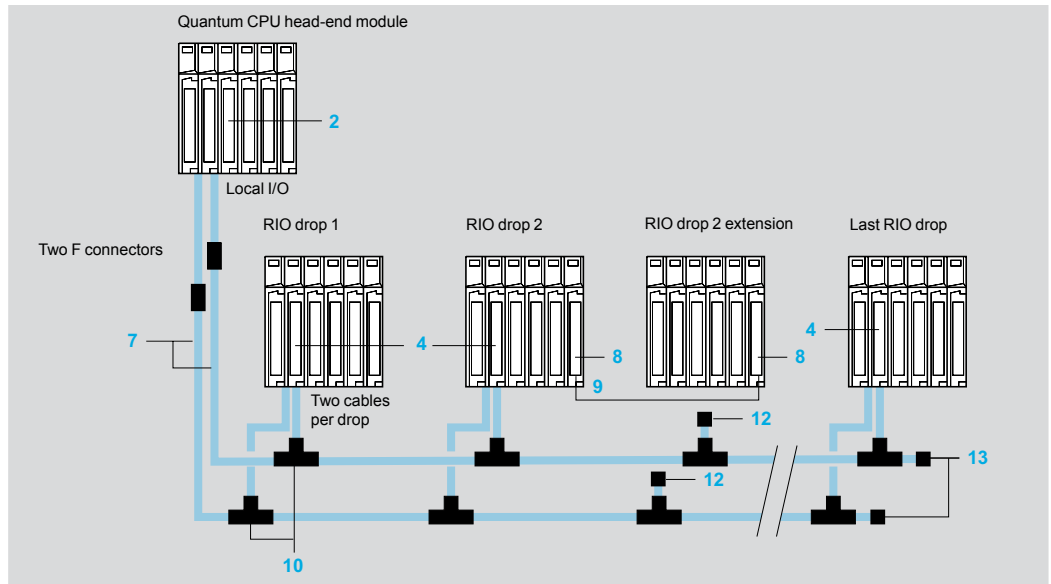 Quantum CPU head-end module
2
Local I/O
RIO drop 1
RIO drop 2
RIO drop 2 extension
Last RIO drop
Two F connectors
7
4
8
9
8
4
Two cables
per drop
12
12
13
10